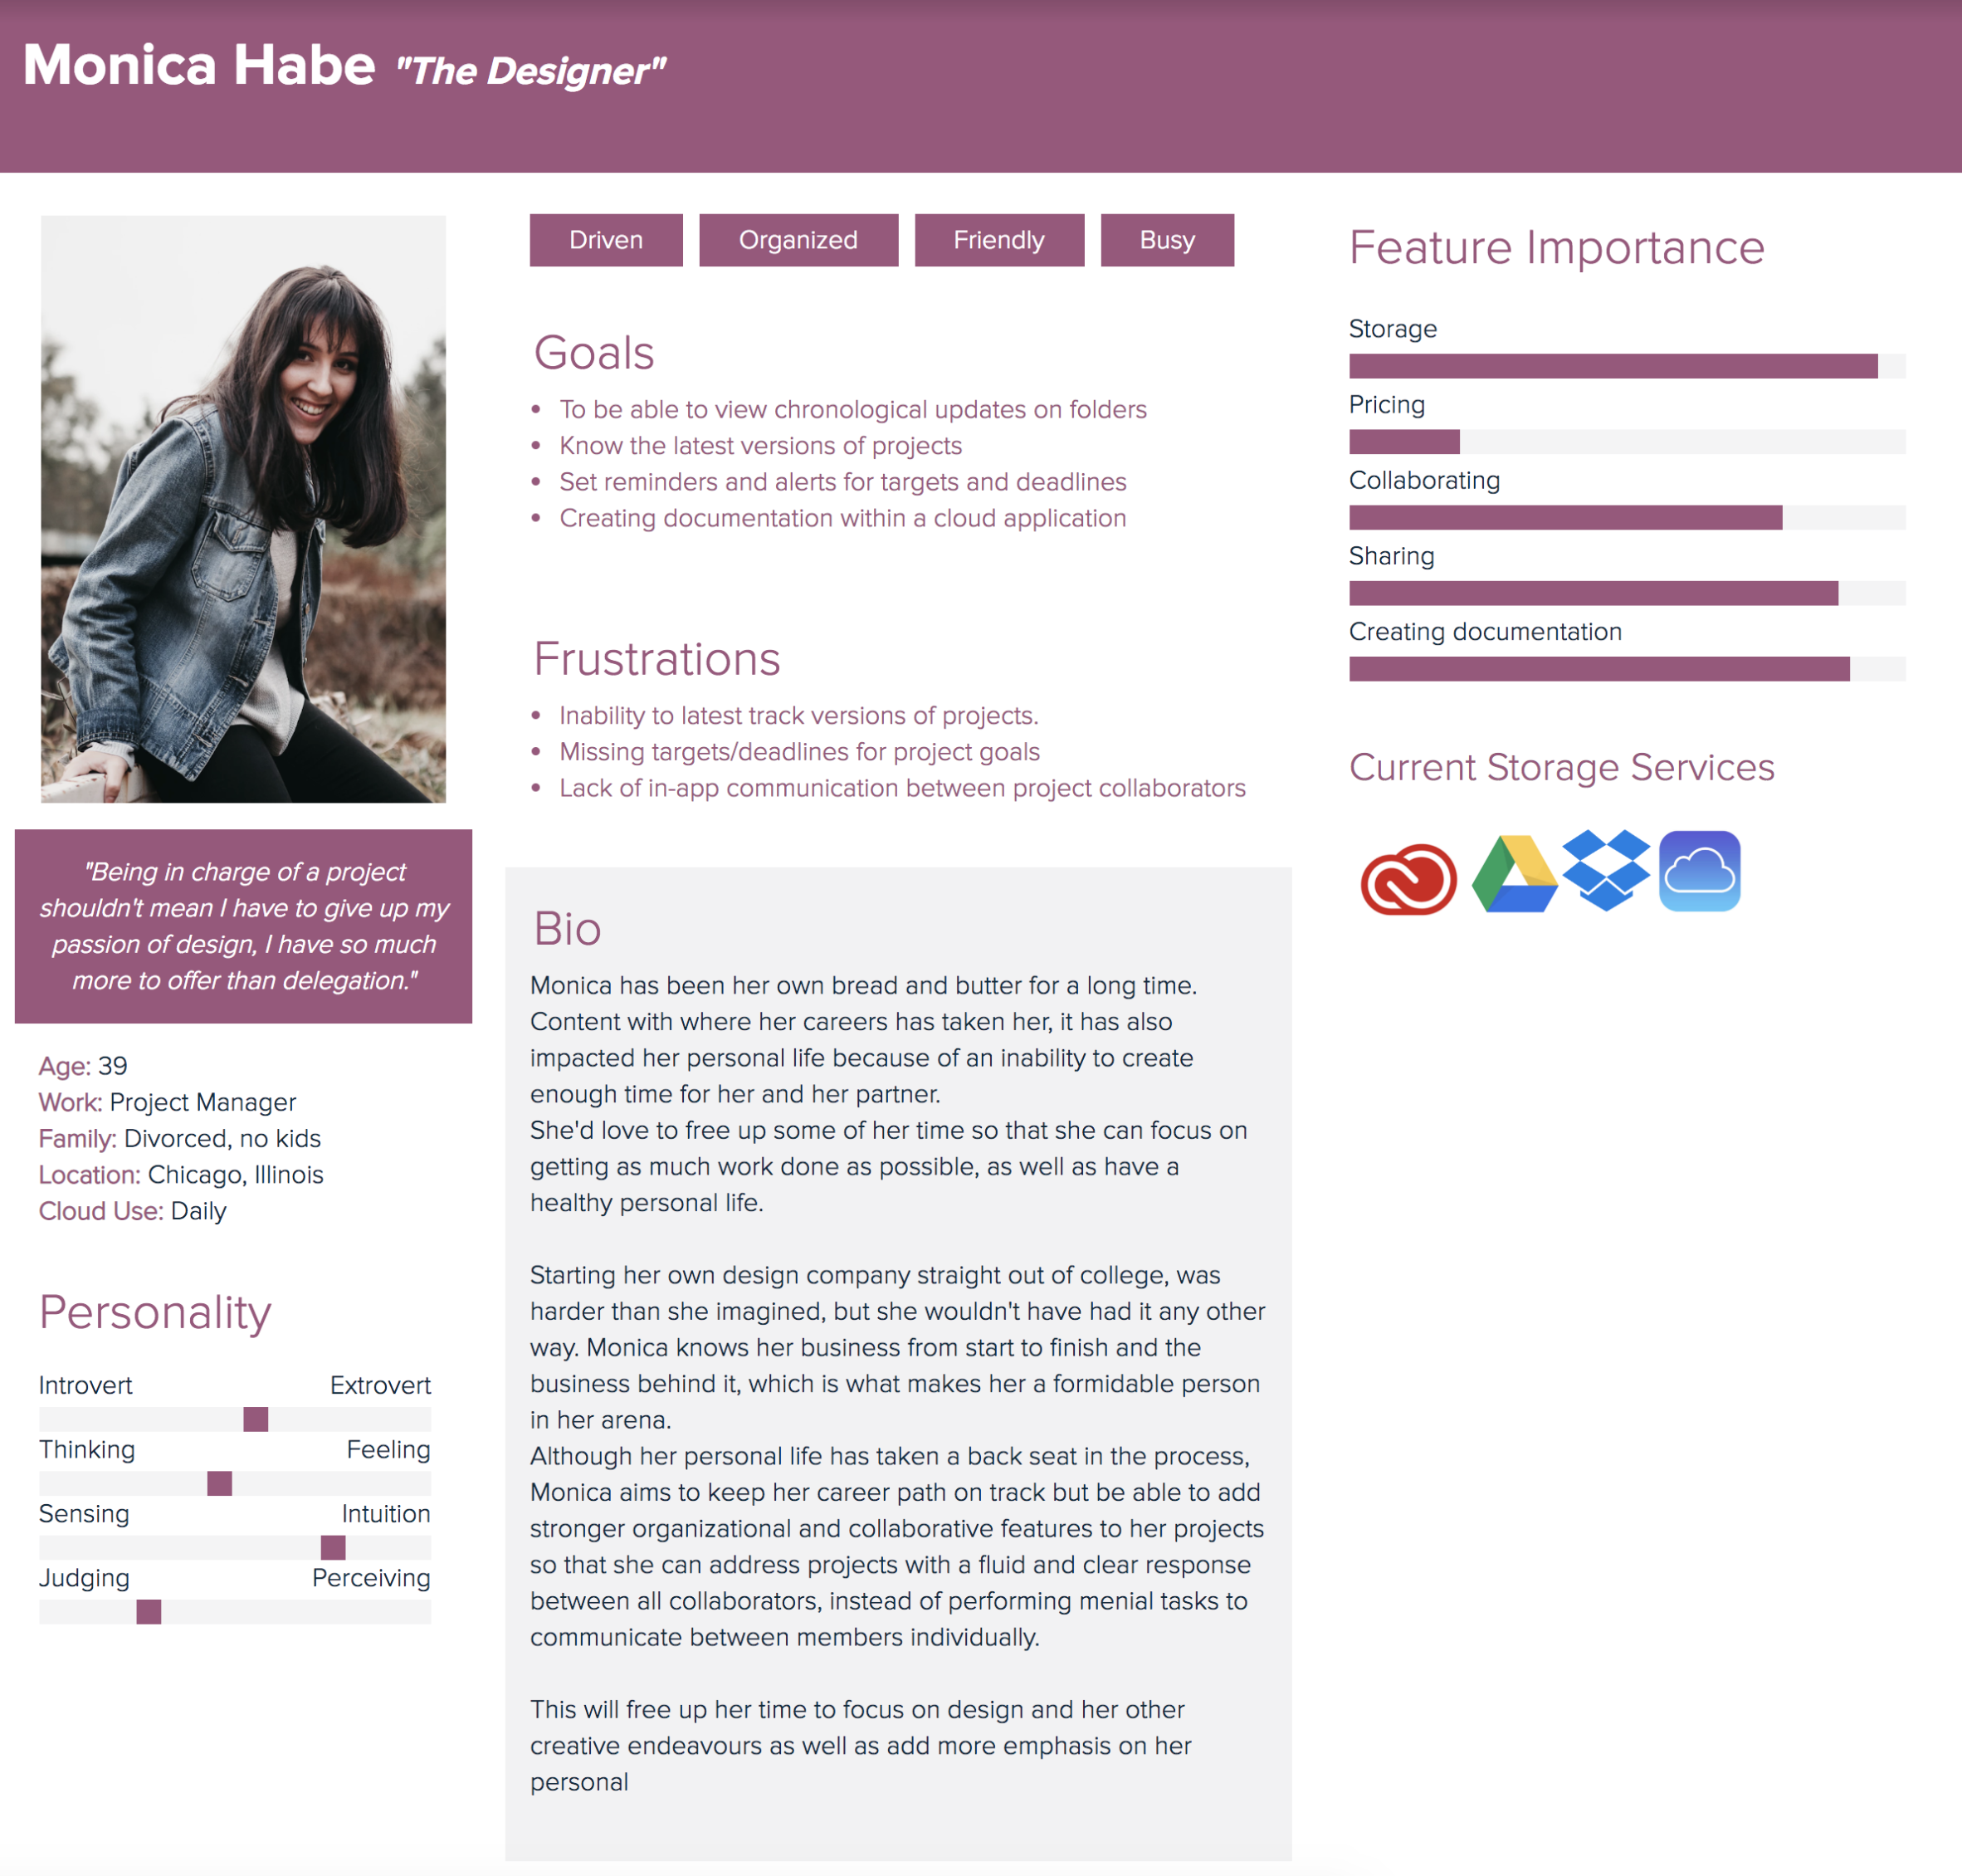 Monica Habe "The Designer"
"Being in charge of a project
shouldn't mean I have to give up my
passion of design, I have so much
more to offer than delegation."
Age: 39
Work: Project Manager
Family: Divorced, no kids
Location: Chicago, Illinois
Cloud Use: Daily
Personality
Introvert Extrovert
Thinking Feeling
Sensing Intuition
Judging Perceiving
Driven Organized Friendly Busy
Goals
• To be able to view chronological updates on folders
• Know the latest versions of projects
• Set reminders and alerts for targets and deadlines
• Creating documentation within a cloud application
Frustrations
• Inability to latest track versions of projects.
• Missing targets/deadlines for project goals
• Lack of in-app communication between project collaborators
Bio
Monica has been her own bread and butter for a long time.
Content with where her careers has taken her, it has also
impacted her personal life because of an inability to create
enough time for her and her partner.
She'd love to free up some of her time so that she can focus on
getting as much work done as possible, as well as have a
healthy personal life.
Starting her own design company straight out of college, was
harder than she imagined, but she wouldn't have had it any other
way. Monica knows her business from start to finish and the
business behind it, which is what makes her a formidable person
in her arena.
Although her personal life has taken a back seat in the process,
Monica aims to keep her career path on track but be able to add
stronger organizational and collaborative features to her projects
so that she can address projects with a fluid and clear response
between all collaborators, instead of performing menial tasks to
communicate between members individually.
This will free up her time to focus on design and her other
creative endeavours as well as add more emphasis on her
personal
Feature Importance
Storage
Pricing
Collaborating
Sharing
Creating documentation
Current Storage Services